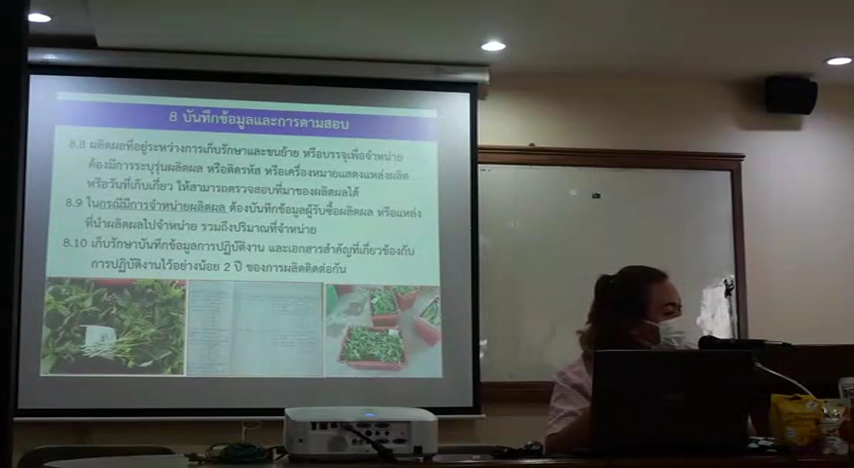 8 บันทึกข้อมูลและการตามสอบ
8.8 ผลิตผลที่อยู่ระหว่างการเก็บรักษาและขนย้าย หรือบรรจุเพื่อจำหน่าย
ต้องมีการระบุรุ่นผลิตผล หรือติดรหัส หรือเครื่องหมายแสดงแหล่งผลิต
หรือวันที่เก็บเกี่ยว ให้สามารถตรวจสอบที่มาของผลิตผลได้
8.9 ในกรณีมีการจำหน่ายผลิตผล ต้องบันทึกข้อมูลผู้รับซื้อผลิตผล หรือแหล่ง
ที่นำผลิตผลไปจำหน่าย รวมถึงปริมาณที่จำหน่าย
8.10 เก็บรักษาบันทึกข้อมูลการปฏิบัติงาน และเอกสารสำคัญที่เกี่ยวข้องกับ
การปฏิบัติงานไว้อย่างน้อย 2 ปี ของการผลิตติดต่อกัน